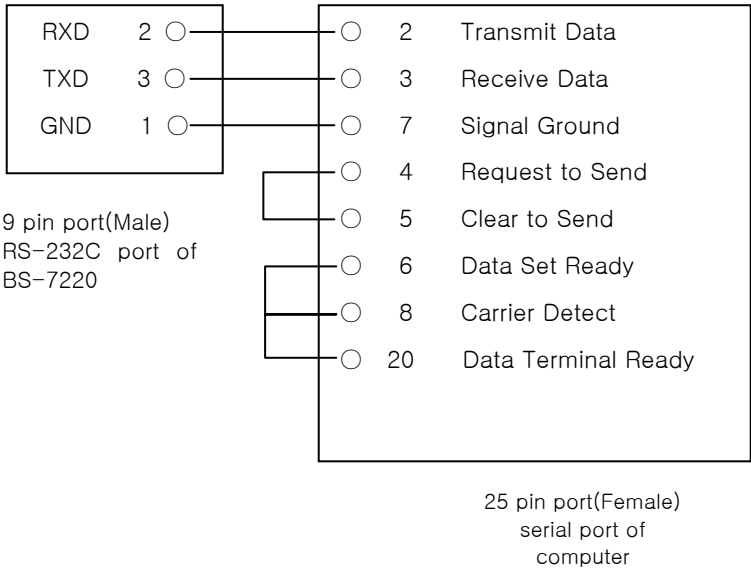 RXD 2 2 Transmit Data
TXD 3 3 Receive Data
GND 1 7 Signal Ground
4 Request to Send
5 Clear to Send
6 Data Set Ready
8 Carrier Detect
20 Data Terminal Ready
9 pin port(Male)
RS-232C port of
BS-7220
25 pin port(Female)
serial port of
computer